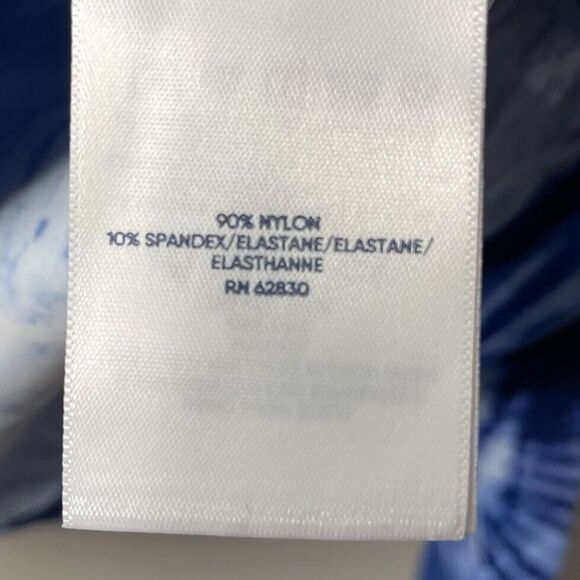 90% NYLON
10% SPANDEX/ELASTANE/ELASTANE/
ELASTHANNE
RN 62830